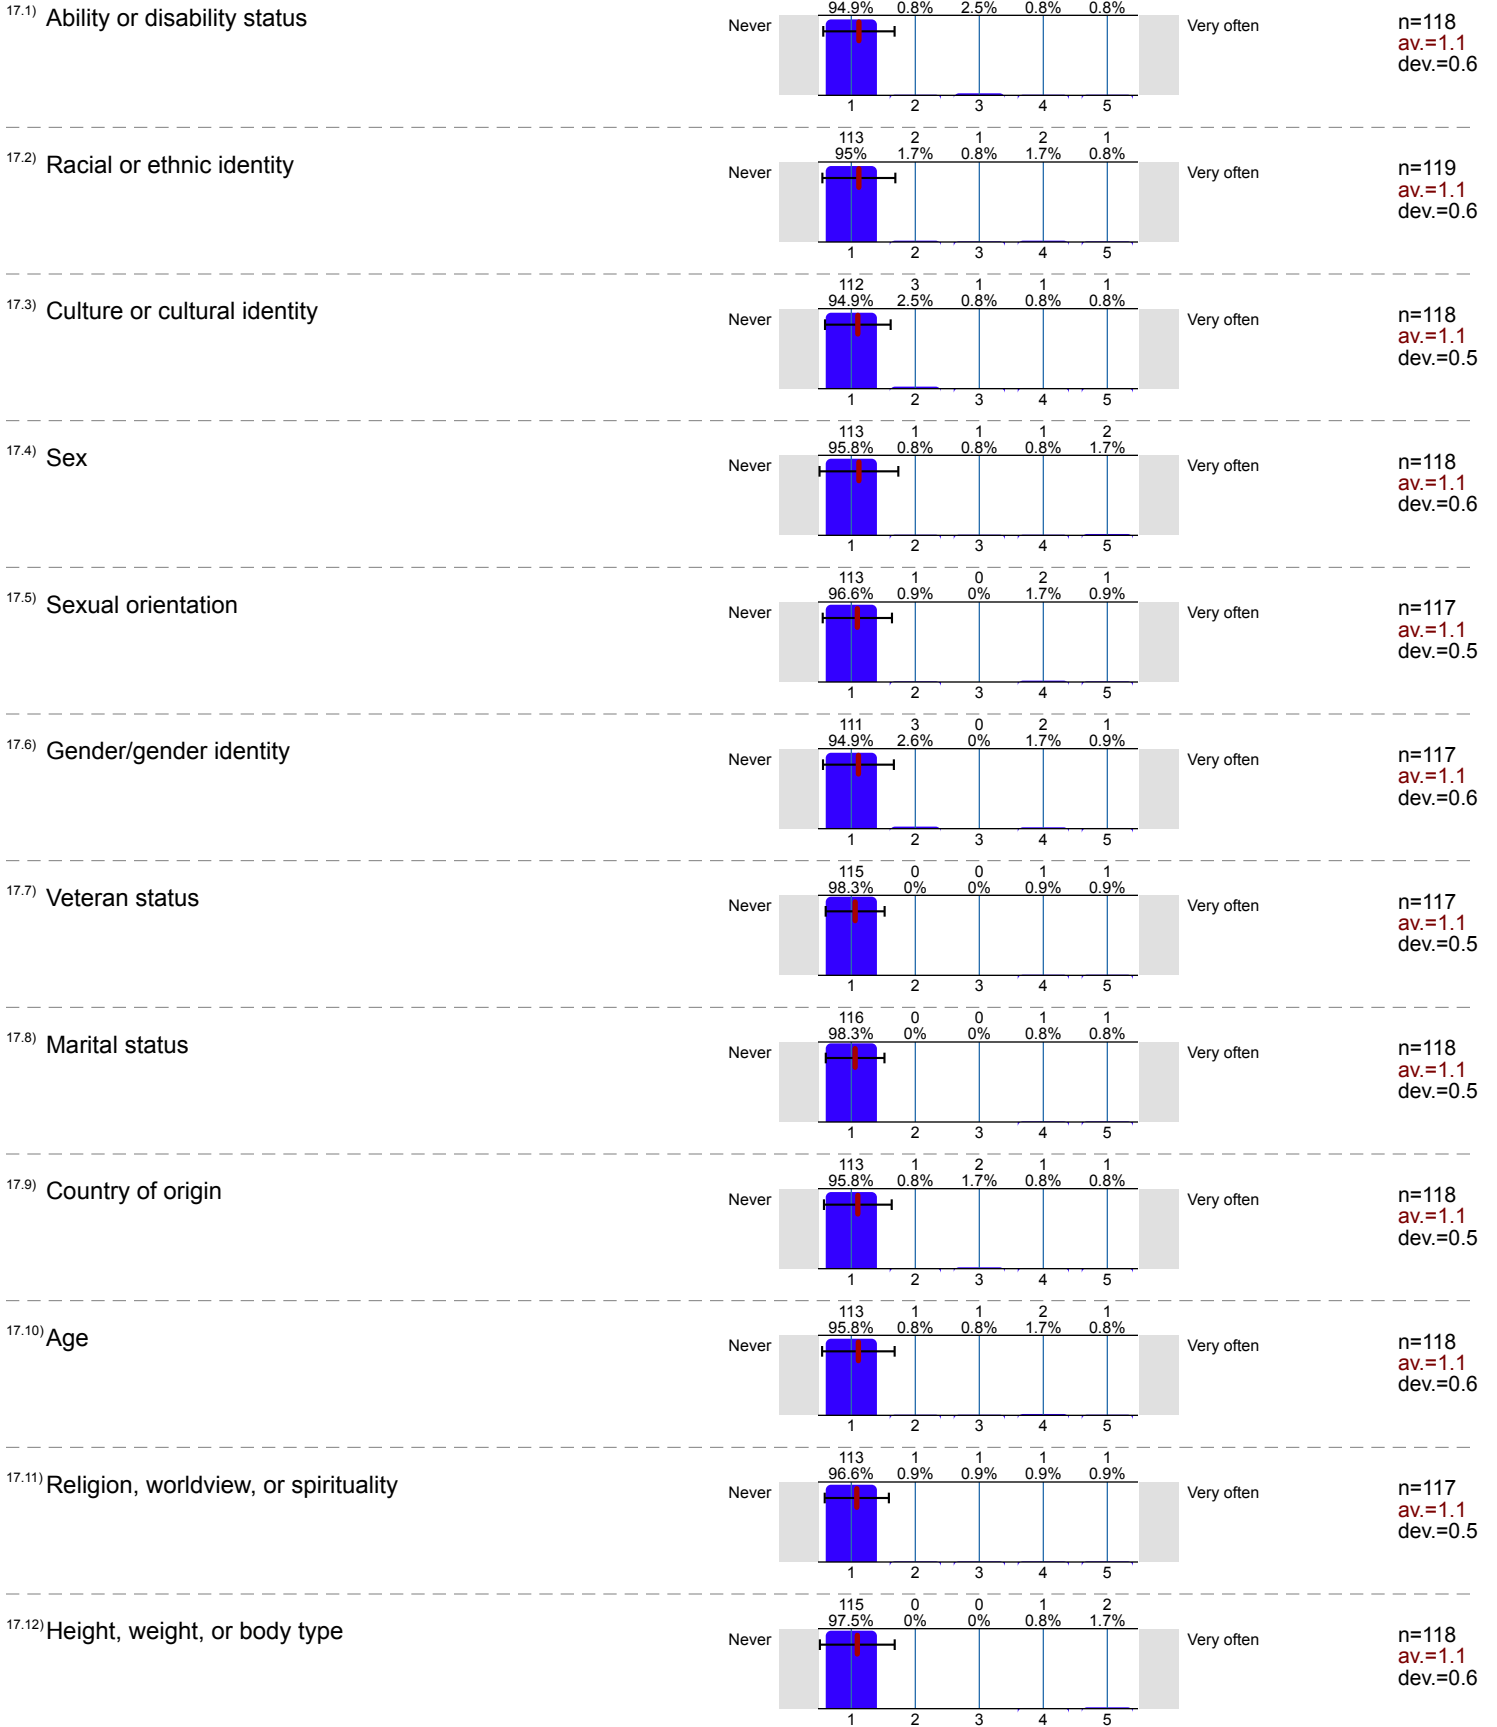 94.9% 0.8% 2.5% 0.8% 0.8%
17.1) Ability or disability status
Never Very often
n=118
av.=1.1
dev.=0.6
1 2 3 4 5
113 2 1 2 1
95% 1.7% 0.8% 1.7% 0.8%
17.2) Racial or ethnic identity
Never Very often
n=119
av.=1.1
dev.=0.6
1 2 3 4 5
112 3 1 1 1
94.9% 2.5% 0.8% 0.8% 0.8%
17.3) Culture or cultural identity
Never Very often
n=118
av.=1.1
dev.=0.5
1 2 3 4 5
113 1 1 1 2
95.8% 0.8% 0.8% 0.8% 1.7%
17.4) Sex
Never Very often
n=118
av.=1.1
dev.=0.6
1 2 3 4 5
113 1 0 2 1
96.6% 0.9% 0% 1.7% 0.9%
17.5) Sexual orientation
Never Very often
n=117
av.=1.1
dev.=0.5
1 2 3 4 5
111 3 0 2 1
94.9% 2.6% 0% 1.7% 0.9%
17.6) Gender/gender identity
Never Very often
n=117
av.=1.1
dev.=0.6
1 2 3 4 5
115 0 0 1 1
98.3% 0% 0% 0.9% 0.9%
17.7) Veteran status
Never Very often
n=117
av.=1.1
dev.=0.5
1 2 3 4 5
116 0 0 1 1
98.3% 0% 0% 0.8% 0.8%
17.8) Marital status
Never Very often
n=118
av.=1.1
dev.=0.5
1 2 3 4 5
113 1 2 1 1
95.8% 0.8% 1.7% 0.8% 0.8%
17.9) Country of origin
Never Very often
n=118
av.=1.1
dev.=0.5
1 2 3 4 5
113 1 1 2 1
95.8% 0.8% 0.8% 1.7% 0.8%
17.10) Age
Never Very often
n=118
av.=1.1
dev.=0.6
1 2 3 4 5
113 1 1 1 1
96.6% 0.9% 0.9% 0.9% 0.9%
17.11) Religion, worldview, or spirituality
Never Very often
n=117
av.=1.1
dev.=0.5
1 2 3 4 5
115 0 0 1 2
97.5% 0% 0% 0.8% 1.7%
17.12) Height, weight, or body type
Never Very often
n=118
av.=1.1
dev.=0.6
1 2 3 4 5